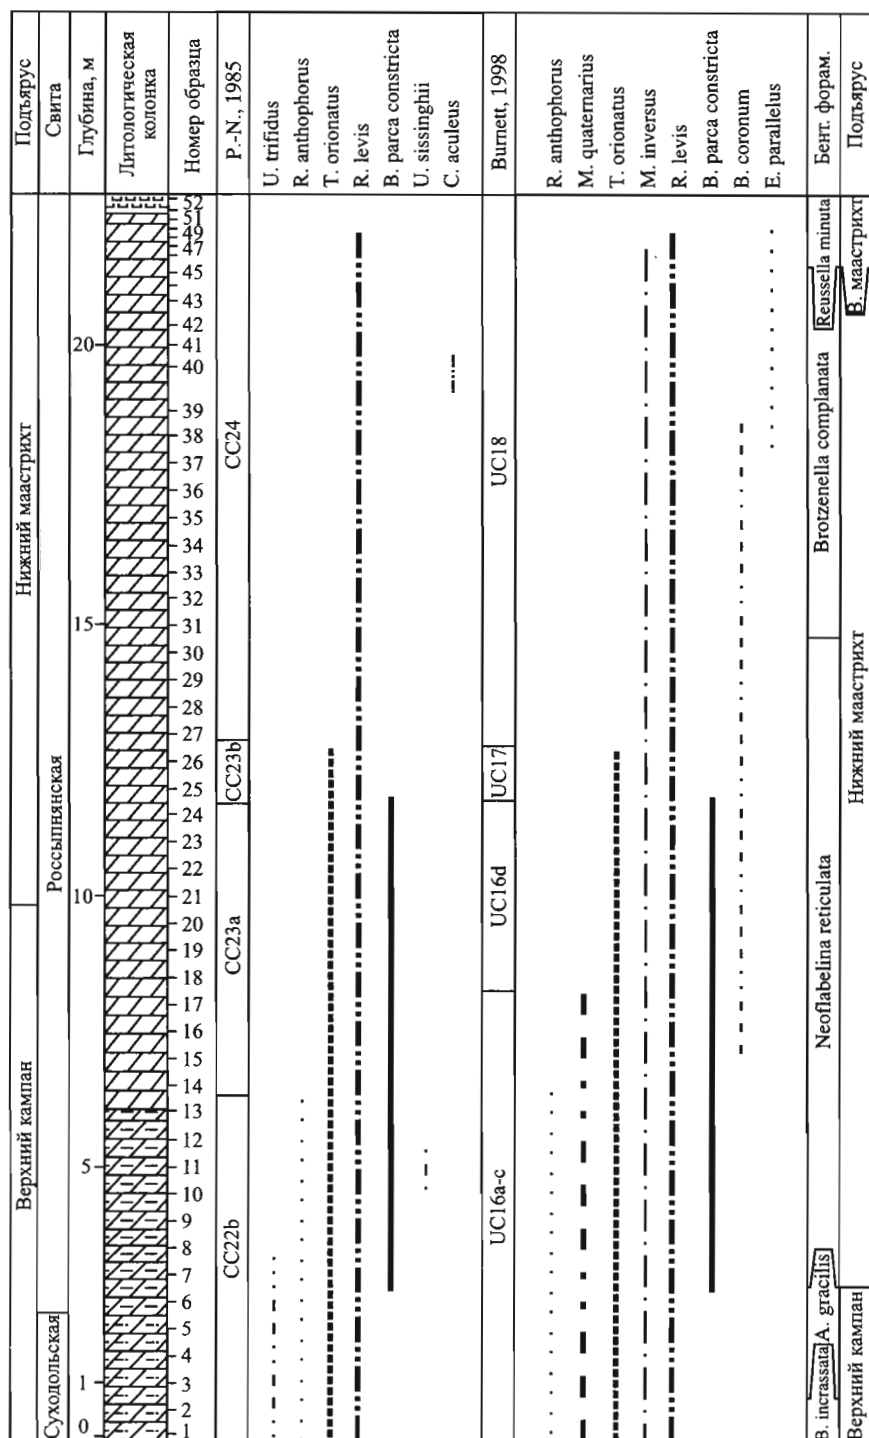 Подъярус
Свита
Глубина, м
Литологическая
колонка
Номер образца
P.-N., 1985
U. trifidus
R. anthophorus
T. orionatus
R. levis
B. parca constricta
U. sissinghii
C. aculeus
Burnett, 1998
R. anthophorus
M. quaternarius
T. orionatus
M. inversus
R. levis
B. parca constricta
B. coronum
E. parallelus
Бент. форам.
Подъярус
Нижний маастрихт
Верхний кампан
Россыпнянская
Суходольская
20
15
10
5
1
0
52
51
49
47
45
43
42
41
40
39
38
37
36
35
34
33
32
31
30
29
28
27
26
25
24
23
22
21
20
19
18
17
16
15
14
13
12
11
10
9
8
7
6
5
4
3
2
1
CC24
CC23b
CC23a
CC22b
UC18
UC17
UC16d
UC16a-c
Reussella minuta
Brotzenella complanata
Neoflabelina reticulata
A. gracilis
B. incrassata
В. маастрихт
Нижний маастрихт
Верхний кампан